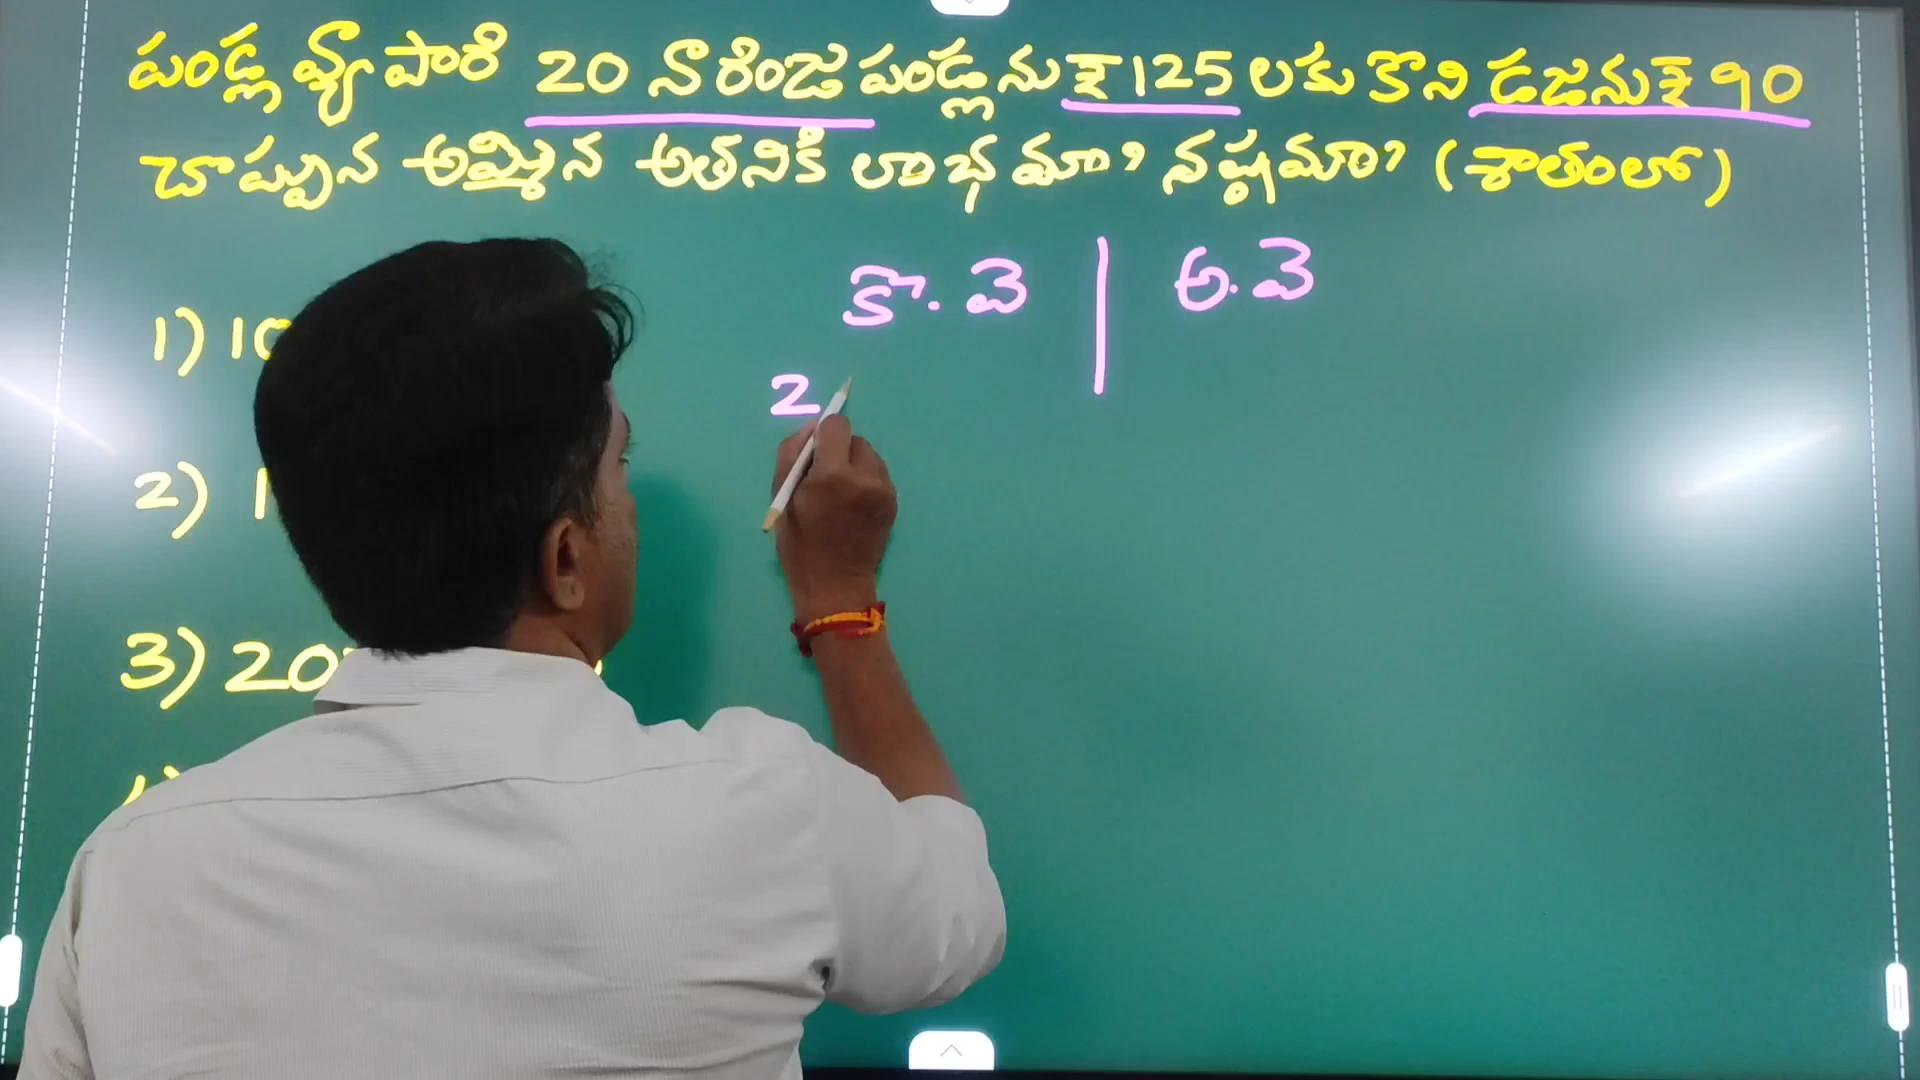 పండ్ల వ్యాపారి 20 నారింజ పండ్లను ₹125 లకు కొని డజను ₹90
చొప్పున అమ్మిన అతనికి లాభమా? నష్టమా? (శాతంలో)
కొ. వె | అ. వె
1) 10
2
2) 1
3) 20